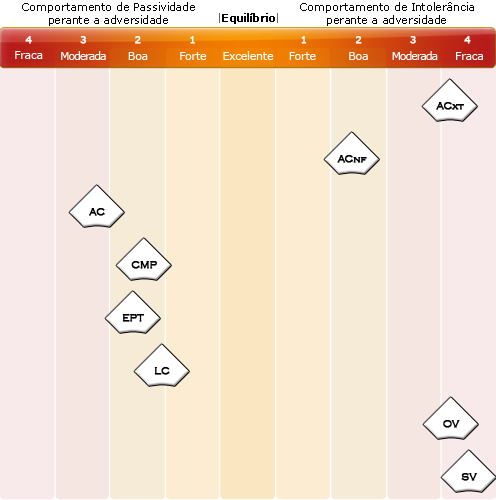 Comportamento de Passividade
perante a adversidade
|Equilíbrio|
Comportamento de Intolerância
perante a adversidade
4 3 2 1 1 2 3 4
Fraca Moderada Boa Forte Excelente Forte Boa Moderada Fraca
ACXT
ACNF
AC
CMP
EPT
LC
OV
SV